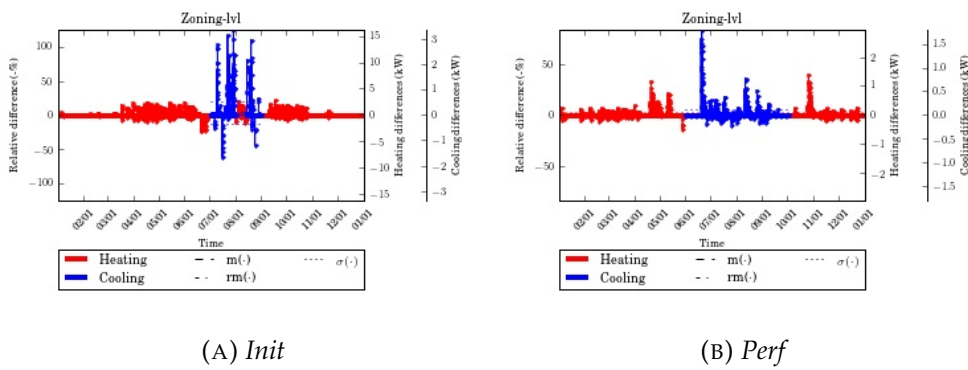 Zoning-lvl
Relative difference (-%)
100
50
0
−50
−100
15
10
5
0
−5
−10
−15
Heating differences (kW)
3
2
1
0
−1
−2
−3
Cooling differences (kW)
02/01 03/01 04/01 05/01 06/01 07/01 08/01 09/01 10/01 11/01 12/01 01/01
Time
Heating m(·) σ(·)
Cooling rm(·)
(A) Init
Zoning-lvl
Relative difference (-%)
50
0
−50
2
1
0
−1
−2
Heating differences (kW)
1.5
1.0
0.5
0.0
−0.5
−1.0
−1.5
Cooling differences (kW)
02/01 03/01 04/01 05/01 06/01 07/01 08/01 09/01 10/01 11/01 12/01 01/01
Time
Heating m(·) σ(·)
Cooling rm(·)
(B) Perf